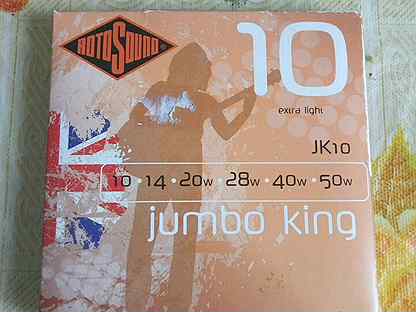 ROTOSOUND®
10
extra light
JK10
10 • 14 • 20w • 28w • 40w • 50w
jumbo king